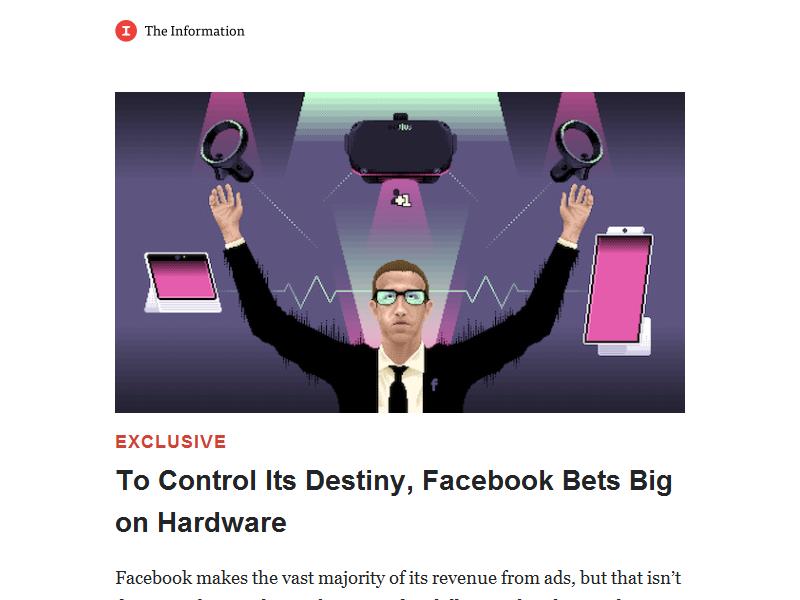 The Information
+1
f
EXCLUSIVE
To Control Its Destiny, Facebook Bets Big
on Hardware
Facebook makes the vast majority of its revenue from ads, but that isn’t